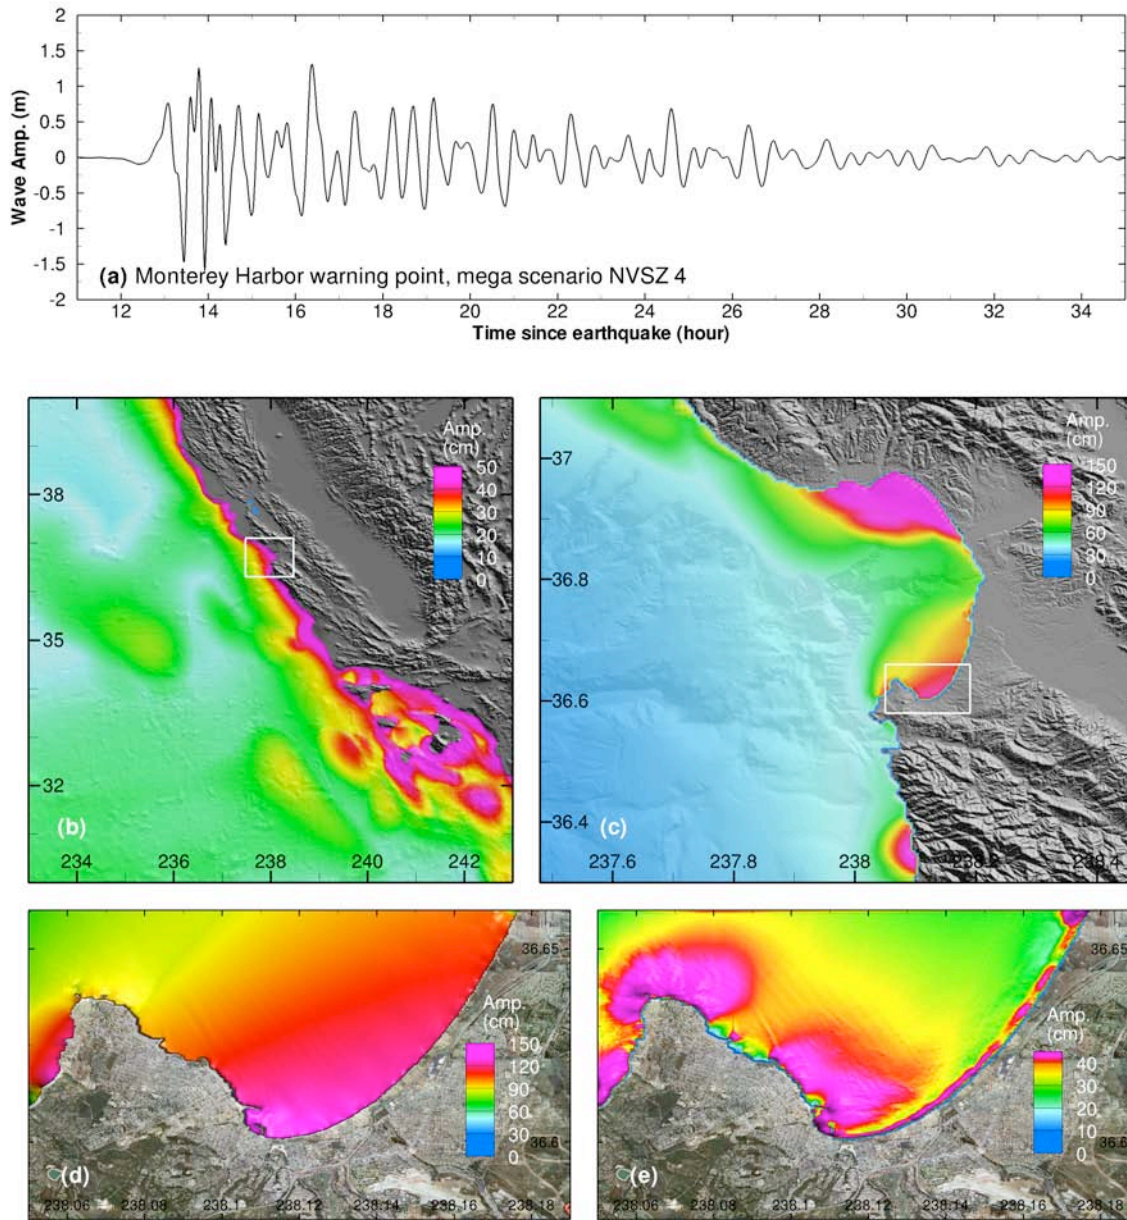 2
1.5
1
0.5
0
-0.5
-1
-1.5
-2
Wave Amp. (m)
(a) Monterey Harbor warning point, mega scenario NVSZ 4
12 14 16 18 20 22 24 26 28 30 32 34
Time since earthquake (hour)
Amp.
(cm)
50
40
30
20
10
0
38
35
32
(b)
234 236 238 240 242
Amp.
(cm)
150
120
90
60
30
0
37
36.8
36.6
36.4
(c)
237.6 237.8 238 238.2 238.4
Amp.
(cm)
150
120
90
60
30
0
36.65
36.6
(d)
238.06 238.08 238.1 238.12 238.14 238.16 238.18
Amp.
(cm)
40
30
20
10
0
36.65
36.6
(e)
238.06 238.08 238.1 238.12 238.14 238.16 238.18